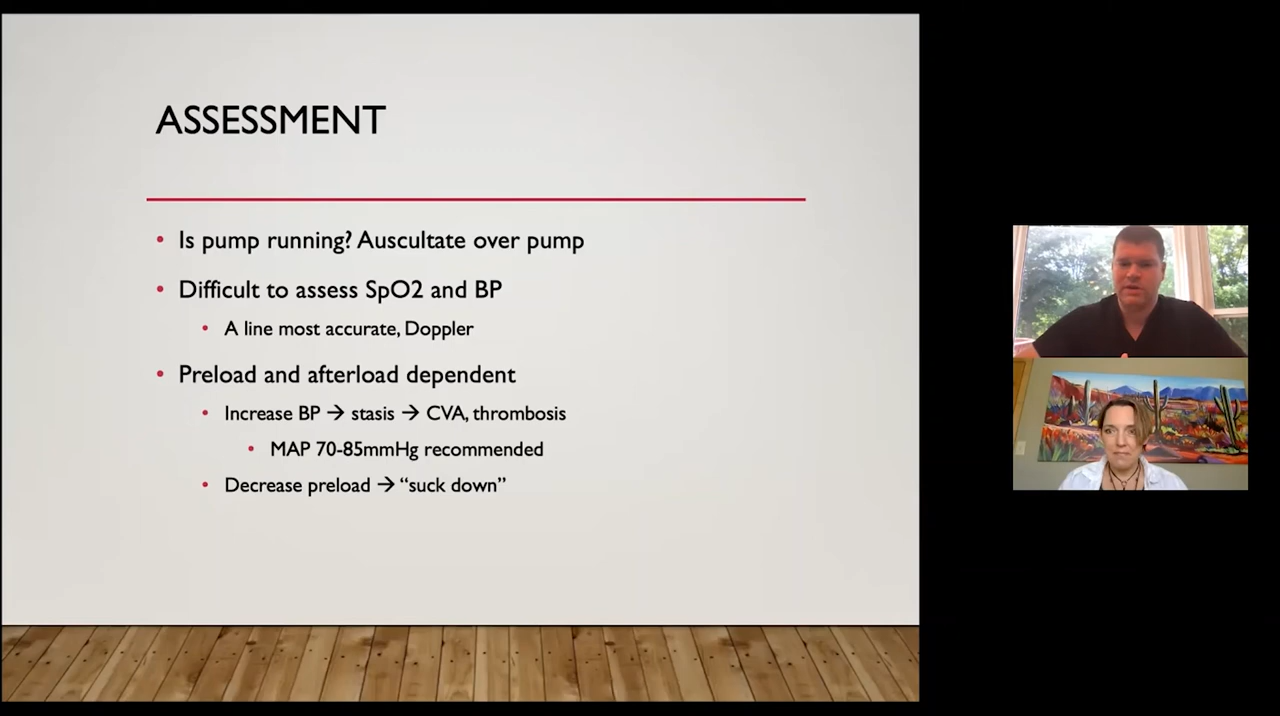 ASSESSMENT
• Is pump running? Auscultate over pump
• Difficult to assess SpO2 and BP
• A line most accurate, Doppler
• Preload and afterload dependent
• Increase BP → stasis → CVA, thrombosis
• MAP 70-85mmHg recommended
• Decrease preload → “suck down”